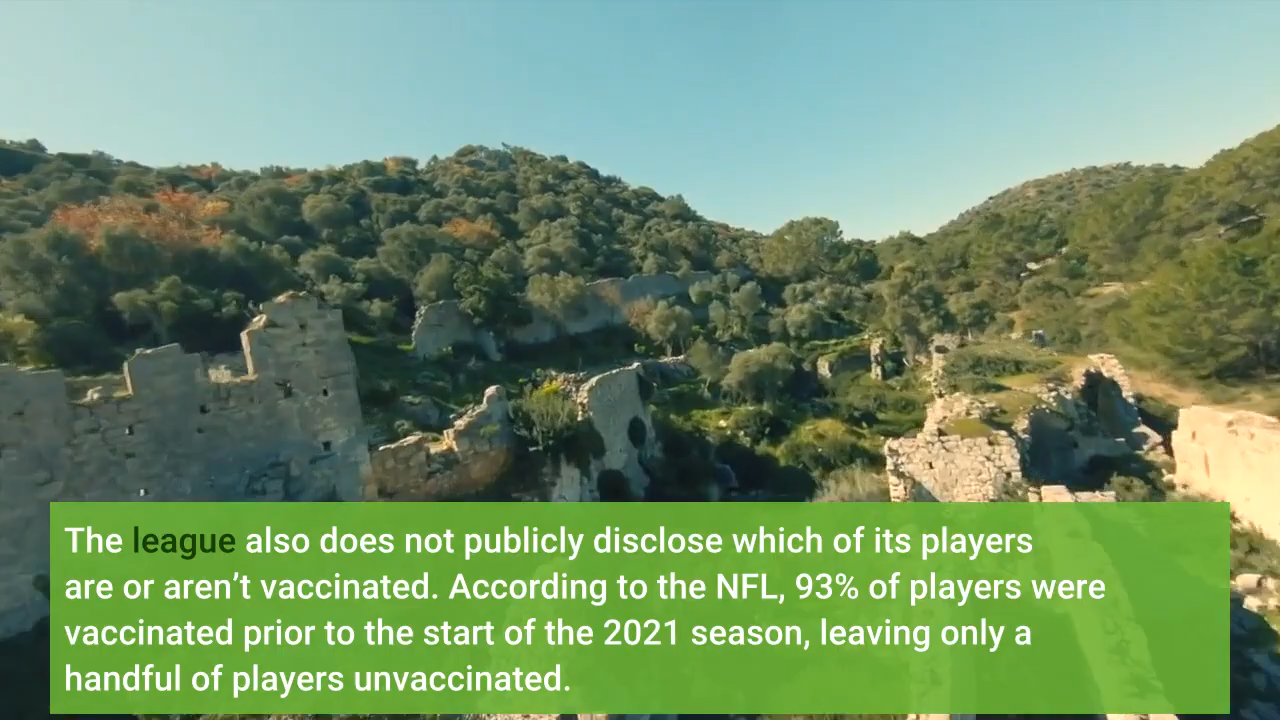 The league also does not publicly disclose which of its players
are or aren’t vaccinated. According to the NFL, 93% of players were
vaccinated prior to the start of the 2021 season, leaving only a
handful of players unvaccinated.